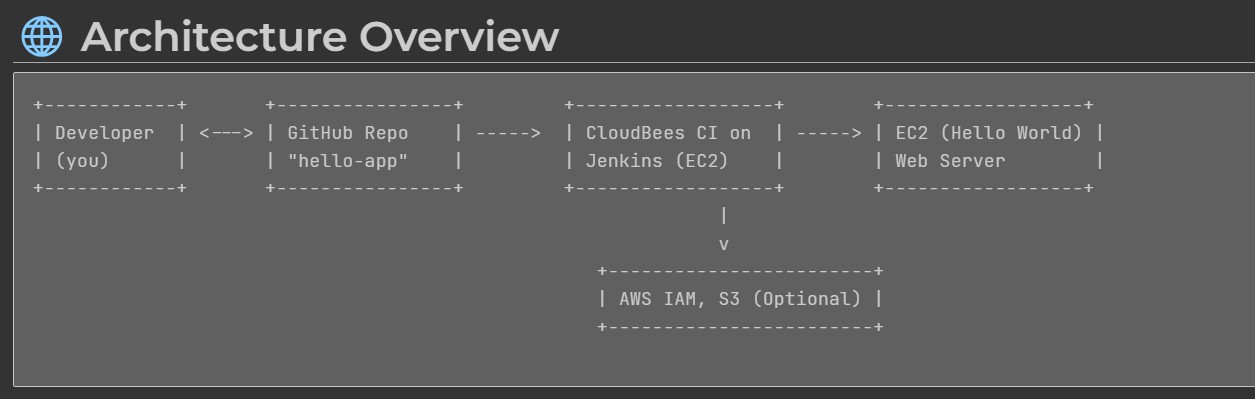 Architecture Overview
+------------+       +----------------+         +------------------+        +------------------+
| Developer  | <---> | GitHub Repo    | ----->  | CloudBees CI on  | -----> | EC2 (Hello World) |
| (you)      |       | "hello-app"    |         | Jenkins (EC2)    |        | Web Server        |
+------------+       +----------------+         +------------------+        +------------------+
                                                              |
                                                              v
                                                   +------------------------+
                                                   | AWS IAM, S3 (Optional) |
                                                   +------------------------+